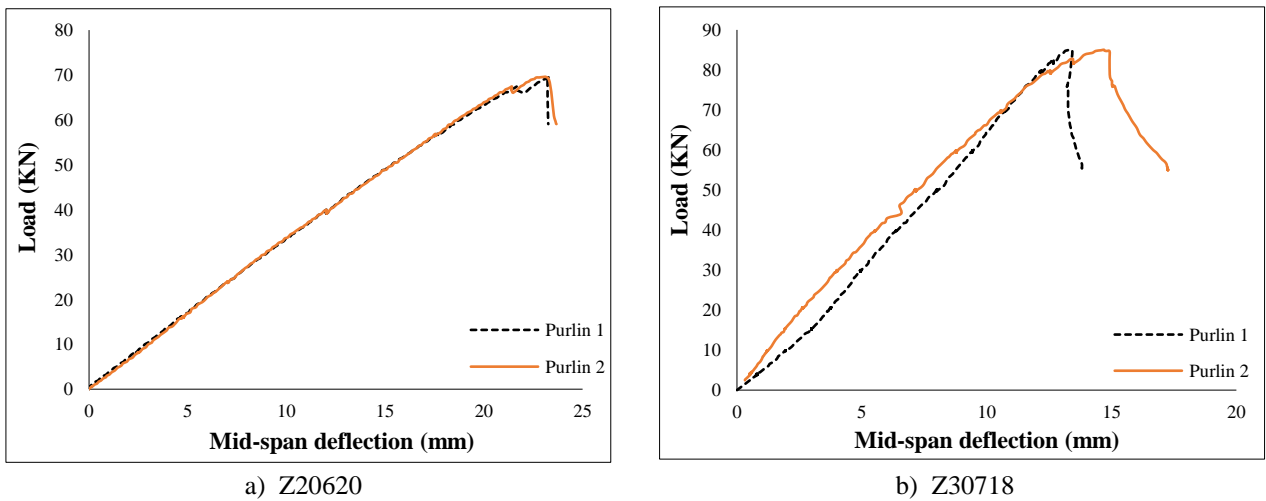 80
70
60
50
40
30
20
10
0
Load (KN)
Purlin 1
Purlin 2
0 5 10 15 20 25
Mid-span deflection (mm)
a) Z20620
90
80
70
60
50
40
30
20
10
0
Load (KN)
Purlin 1
Purlin 2
0 5 10 15 20
Mid-span deflection (mm)
b) Z30718